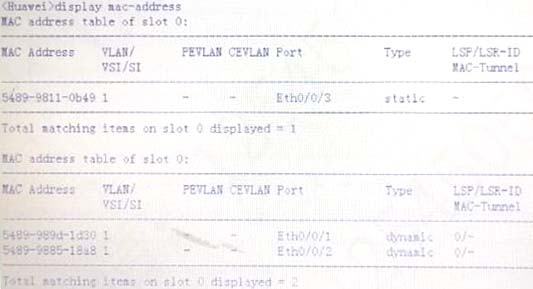 <Huawei>display mac-address
MAC address table of slot 0:
MAC Address VLAN/ PEVLAN CEVLAN Port Type LSP/LSR-ID
VSI/SI MAC-Tunnel
5489-9811-0b49 1 - - Eth0/0/3 static -
Total matching items on slot 0 displayed = 1
MAC address table of slot 0:
MAC Address VLAN/ PEVLAN CEVLAN Port Type LSP/LSR-ID
VSI/SI MAC-Tunnel
5489-989d-1d30 1 - - Eth0/0/1 dynamic 0/-
5489-9885-18a8 1 - - Eth0/0/2 dynamic 0/-
Total matching items on slot 0 displayed = 2